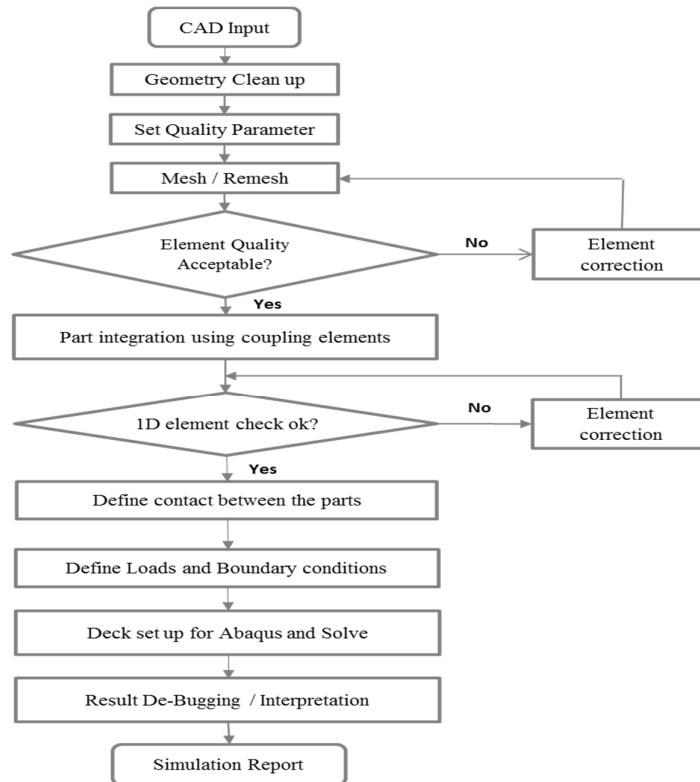 CAD Input
Geometry Clean up
Set Quality Parameter
Mesh / Remesh
Element Quality
Acceptable?
No
Element
correction
Yes
Part integration using coupling elements
1D element check ok?
No
Element
correction
Yes
Define contact between the parts
Define Loads and Boundary conditions
Deck set up for Abaqus and Solve
Result De-Bugging / Interpretation
Simulation Report